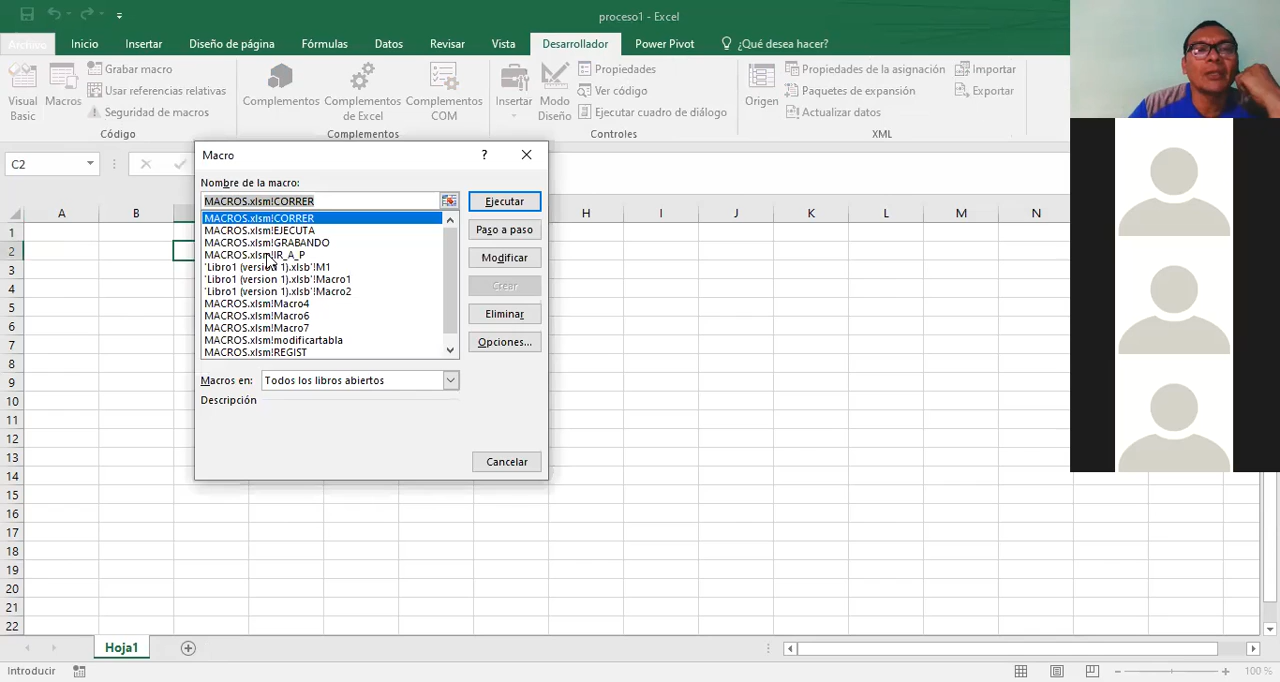 proceso1 - Excel
Archivo Inicio Insertar Diseño de página Fórmulas Datos Revisar Vista Desarrollador Power Pivot ¿Qué desea hacer?
Visual Basic
Macros
Grabar macro
Usar referencias relativas
Seguridad de macros
Código
Complementos
Complementos de Excel
Complementos COM
Complementos
Insertar
Modo Diseño
Propiedades
Ver código
Ejecutar cuadro de diálogo
Controles
Origen
Propiedades de la asignación
Paquetes de expansión
Actualizar datos
Importar
Exportar
XML
C2
A B H I J K L M N
1
2
3
4
5
6
7
8
9
10
11
12
13
14
15
16
17
18
19
20
21
22
Macro ?
Nombre de la macro:
MACROS.xlsm!CORRER
MACROS.xlsm!CORRER
MACROS.xlsm!EJECUTA
MACROS.xlsm!GRABANDO
MACROS.xlsm!IR_A_P
'Libro1 (version 1).xlsb'!M1
'Libro1 (version 1).xlsb'!Macro1
'Libro1 (version 1).xlsb'!Macro2
MACROS.xlsm!Macro4
MACROS.xlsm!Macro6
MACROS.xlsm!Macro7
MACROS.xlsm!modificartabla
MACROS.xlsm!REGIST
Ejecutar
Paso a paso
Modificar
Crear
Eliminar
Opciones...
Macros en: Todos los libros abiertos
Descripción
Cancelar
Hoja1
Introducir
100 %